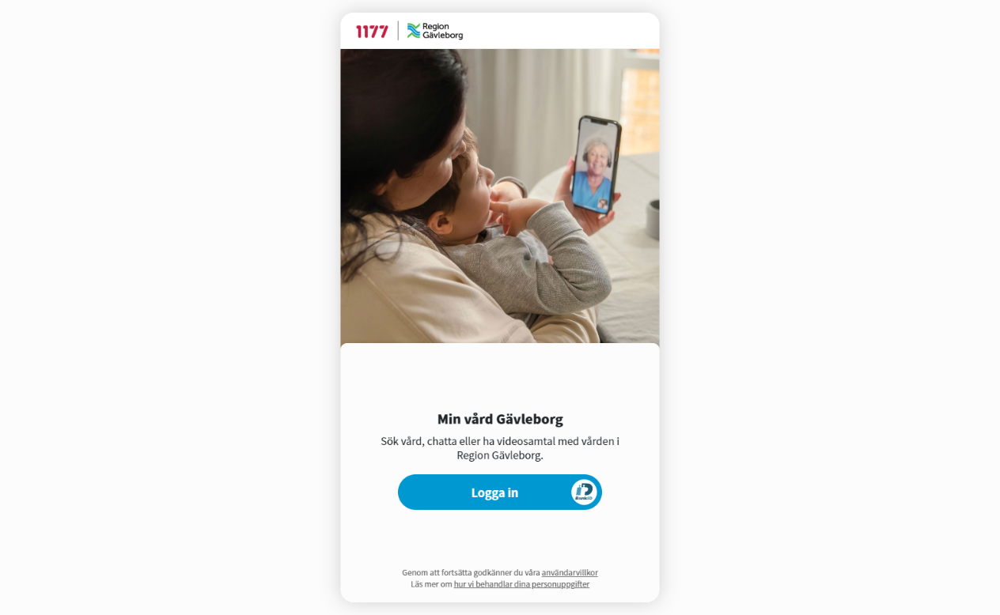 1177
Region
Gävleborg
Min vård Gävleborg
Sök vård, chatta eller ha videosamtal med vården i
Region Gävleborg.
Logga in
BankID
Genom att fortsätta godkänner du våra användarvillkor
Läs mer om hur vi behandlar dina personuppgifter